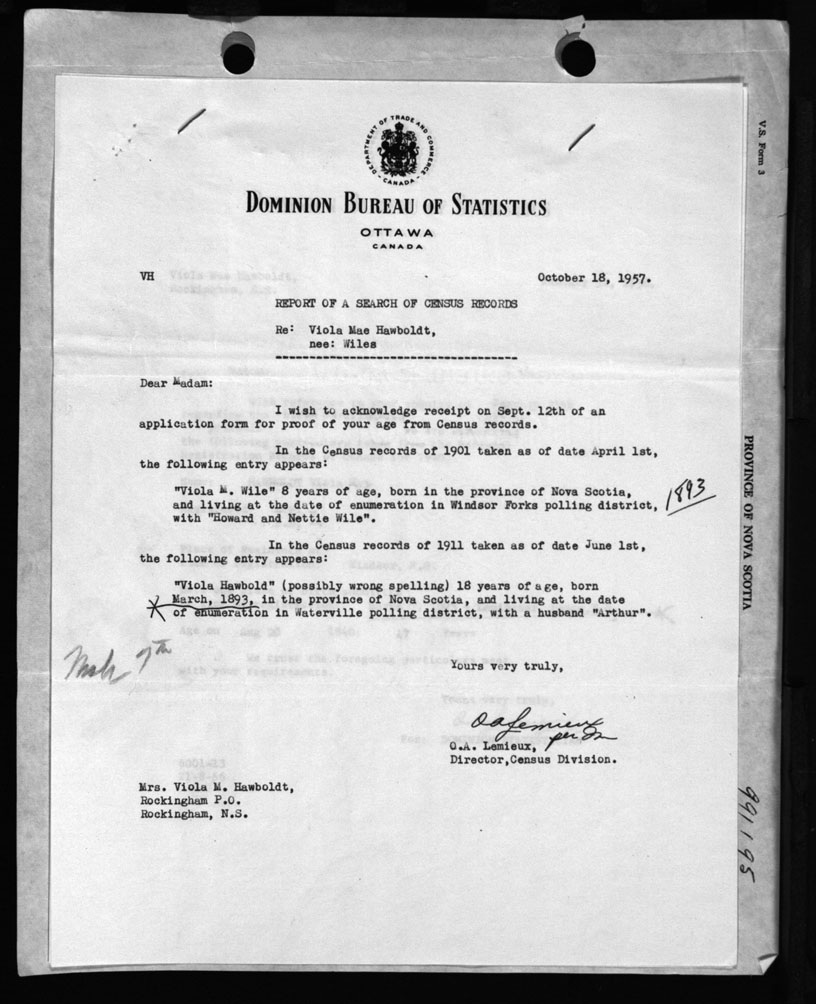 DEPARTMENT OF TRADE AND COMMERCE
- CANADA -
DOMINION BUREAU OF STATISTICS
OTTAWA
CANADA
V.S. Form 3
VH
October 18, 1957.
REPORT OF A SEARCH OF CENSUS RECORDS
Re: Viola Mae Hawboldt,
nee: Wiles
Dear Madam:
I wish to acknowledge receipt on Sept. 12th of an
application form for proof of your age from Census records.
In the Census records of 1901 taken as of date April 1st,
the following entry appears:
"Viola M. Wile" 8 years of age, born in the province of Nova Scotia,
and living at the date of enumeration in Windsor Forks polling district,
with "Howard and Nettie Wile".
1893
In the Census records of 1911 taken as of date June 1st,
the following entry appears:
"Viola Hawbold" (possibly wrong spelling) 18 years of age, born
March, 1893, in the province of Nova Scotia, and living at the date
of enumeration in Waterville polling district, with a husband "Arthur".
7th
PROVINCE OF NOVA SCOTIA
Yours very truly,
OALemieux
per
O.A. Lemieux,
Director,Census Division.
Mrs. Viola M. Hawboldt,
Rockingham P.O.
Rockingham, N.S.
991195